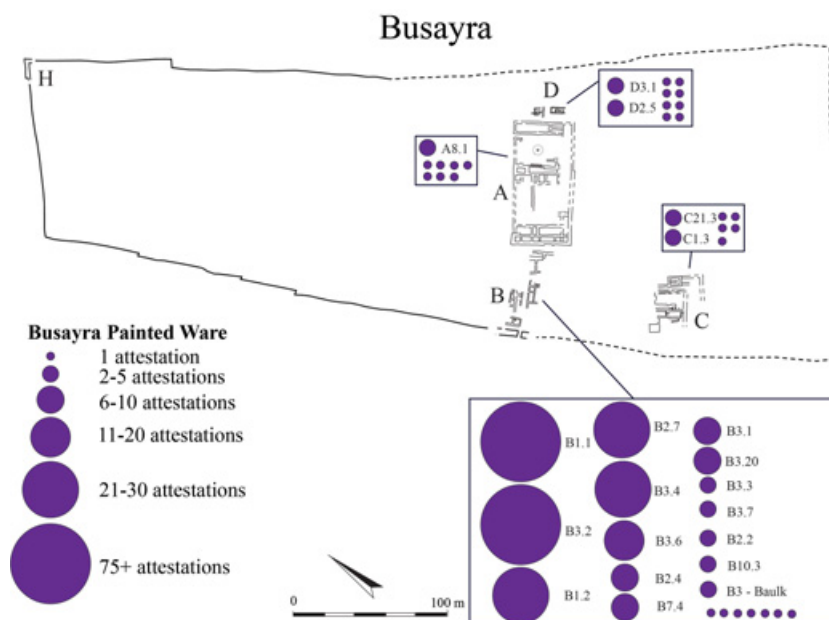 Busayra
H
D
D3.1
D2.5
A8.1
A
C21.3
C1.3
B
C
Busayra Painted Ware
1 attestation
2-5 attestations
6-10 attestations
11-20 attestations
21-30 attestations
75+ attestations
0 100 m
B1.1
B3.2
B1.2
B2.7
B3.4
B3.6
B2.4
B7.4
B3.1
B3.20
B3.3
B3.7
B2.2
B10.3
B3 - Baulk